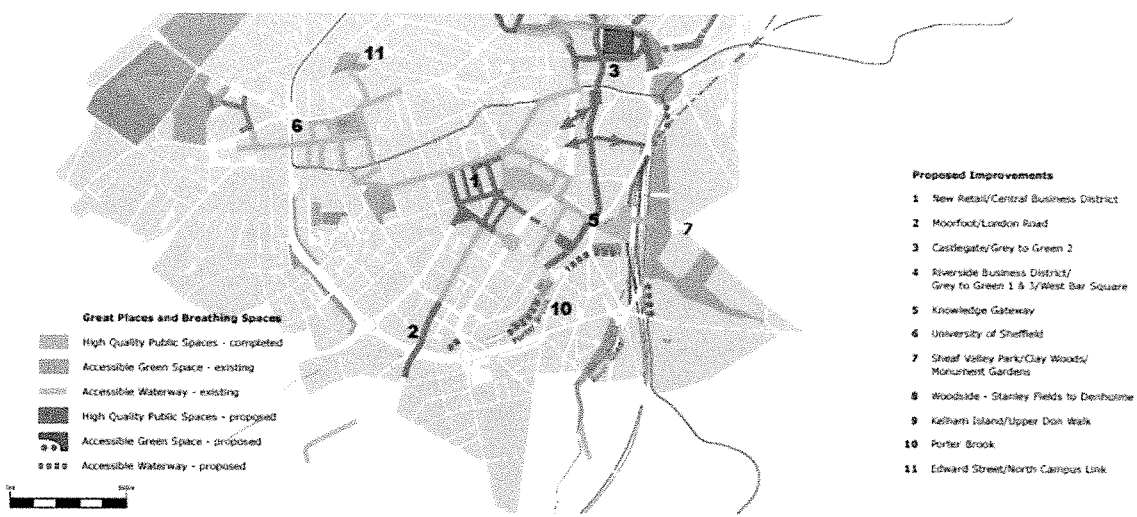 11
3
6
1
5
7
10
2
Porter
Great Places and Breathing Spaces
High Quality Public Spaces - completed
Accessible Green Space - existing
Accessible Waterway - existing
High Quality Public Spaces - proposed
Accessible Green Space - proposed
Accessible Waterway - proposed
Proposed Improvements
1 New Retail/Central Business District
2 Moorfoot/London Road
3 Castlegate/Grey to Green 2
4 Riverside Business District/
Grey to Green 1 & 3/West Bar Square
5 Knowledge Gateway
6 University of Sheffield
7 Sheaf Valley Park/Clay Woods/
Monument Gardens
8 Woodside - Stanley Fields to Denholme
9 Kelham Island/Upper Don Walk
10 Porter Brook
11 Edward Street/North Campus Link